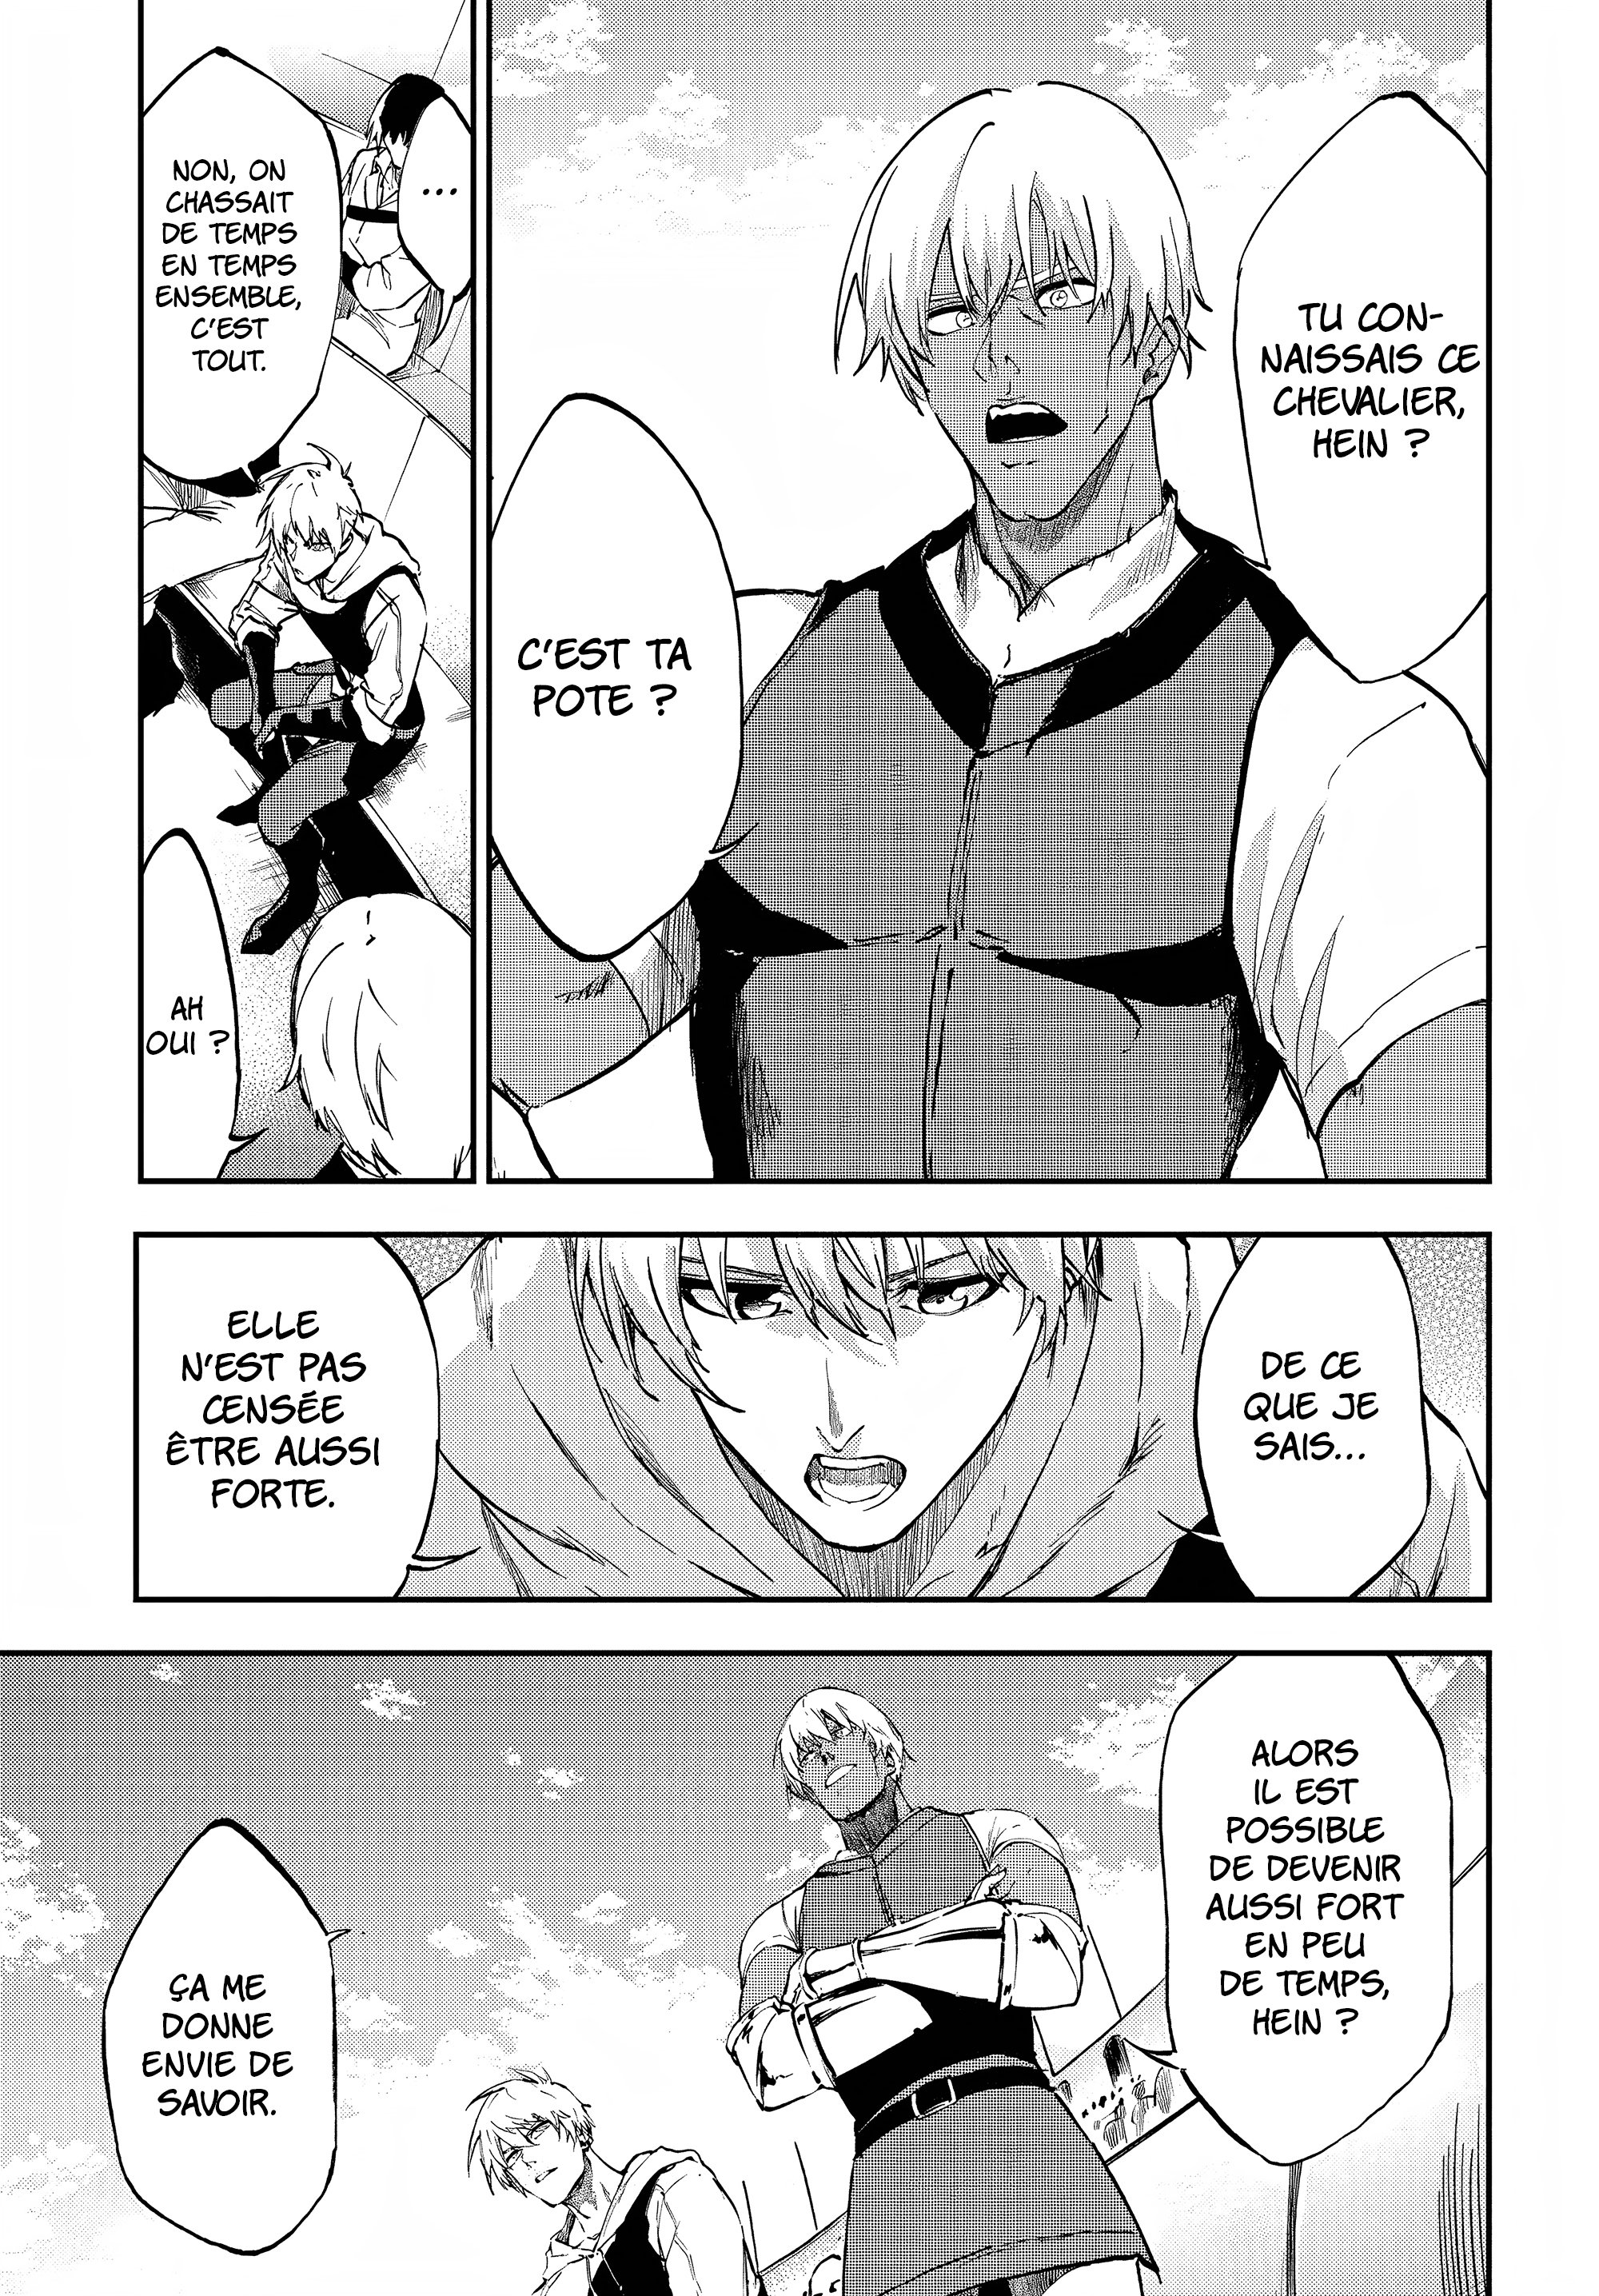 TU CON-
NAISSAIS CE
CHEVALIER,
HEIN ?
C'EST TA
POTE ?
...
NON, ON
CHASSAIT
DE TEMPS
EN TEMPS
ENSEMBLE,
C'EST
TOUT.
AH
OUI ?
DE CE
QUE JE
SAIS...
ELLE
N'EST PAS
CENSÉE
ÊTRE AUSSI
FORTE.
ALORS
IL EST
POSSIBLE
DE DEVENIR
AUSSI FORT
EN PEU
DE TEMPS,
HEIN ?
ÇA ME
DONNE
ENVIE DE
SAVOIR.